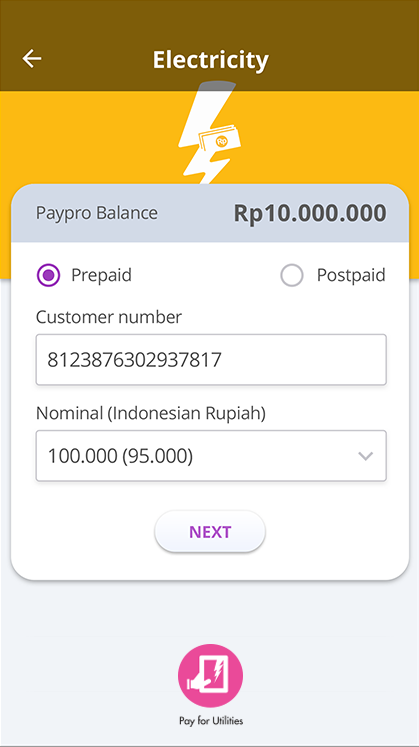 Electricity
Rp
Paypro Balance Rp10.000.000
Prepaid Postpaid
Customer number
8123876302937817
Nominal (Indonesian Rupiah)
100.000 (95.000)
NEXT
Pay for Utilities